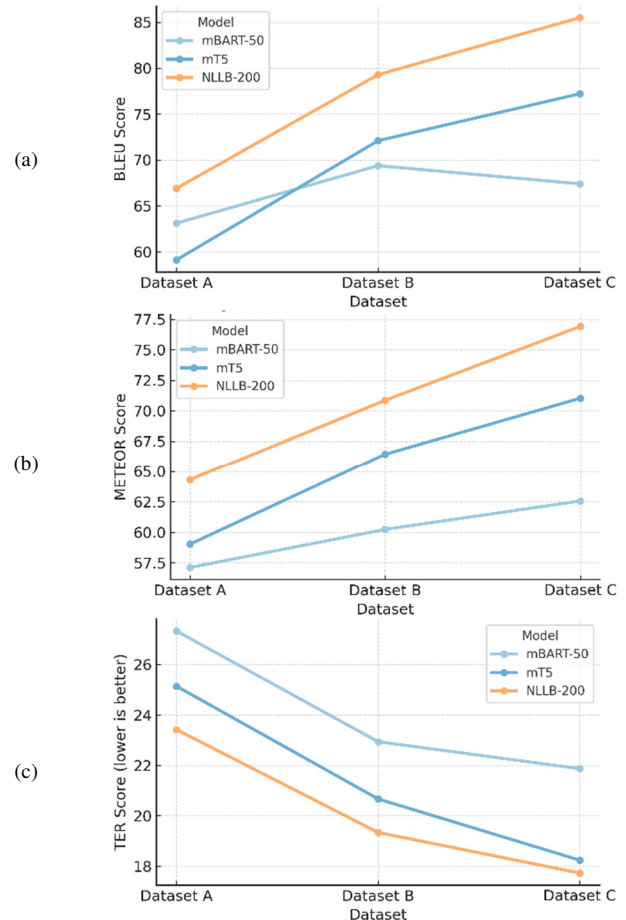 (a)
BLEU Score
85
80
75
70
65
60
Model
mBART-50
mT5
NLLB-200
Dataset A Dataset B Dataset C
Dataset
(b)
METEOR Score
77.5
75.0
72.5
70.0
67.5
65.0
62.5
60.0
57.5
Model
mBART-50
mT5
NLLB-200
Dataset A Dataset B Dataset C
Dataset
(c)
TER Score (lower is better)
26
24
22
20
18
Model
mBART-50
mT5
NLLB-200
Dataset A Dataset B Dataset C
Dataset